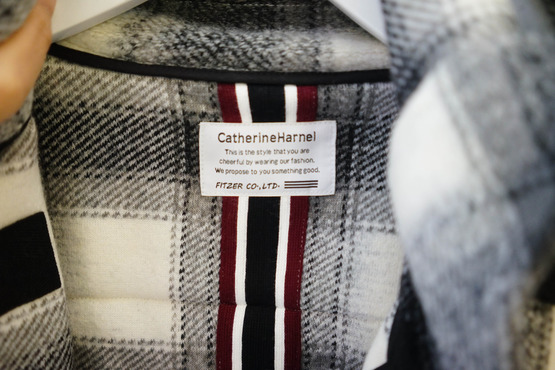 CatherineHarnel
This is the style that you are
cheerful by wearing our fashion.
We propose to you something good.
FITZER CO.,LTD.